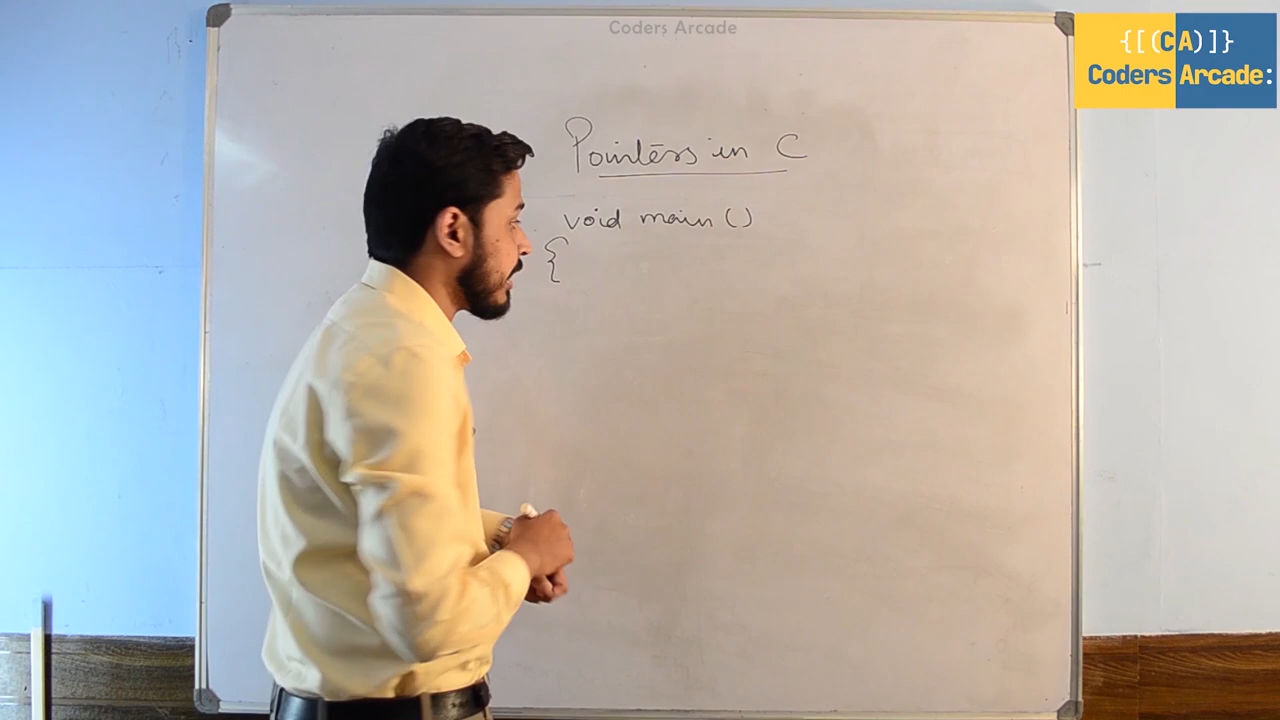 Coders Arcade
{[(CA)]}
Coders Arcade:
Pointers in C
void main ()
{